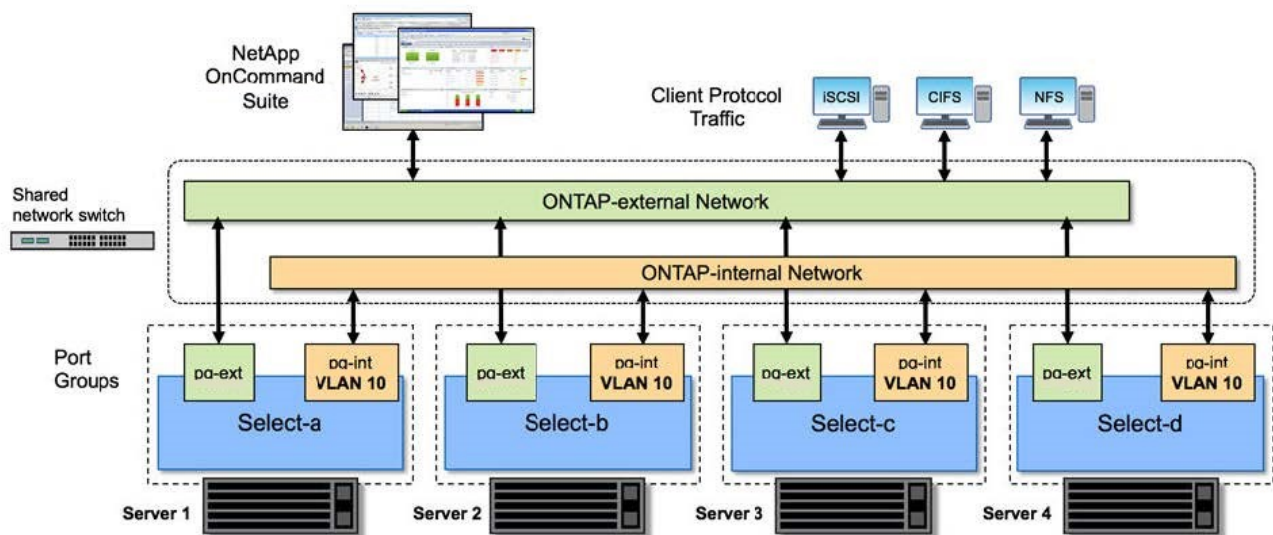 NetApp
OnCommand
Suite
Client Protocol
Traffic
iSCSI
CIFS
NFS
Shared
network switch
ONTAP-external Network
ONTAP-internal Network
Port
Groups
pg-ext
pg-int
VLAN 10
Select-a
pg-ext
pg-int
VLAN 10
Select-b
pg-ext
pg-int
VLAN 10
Select-c
pg-ext
pg-int
VLAN 10
Select-d
Server 1
Server 2
Server 3
Server 4